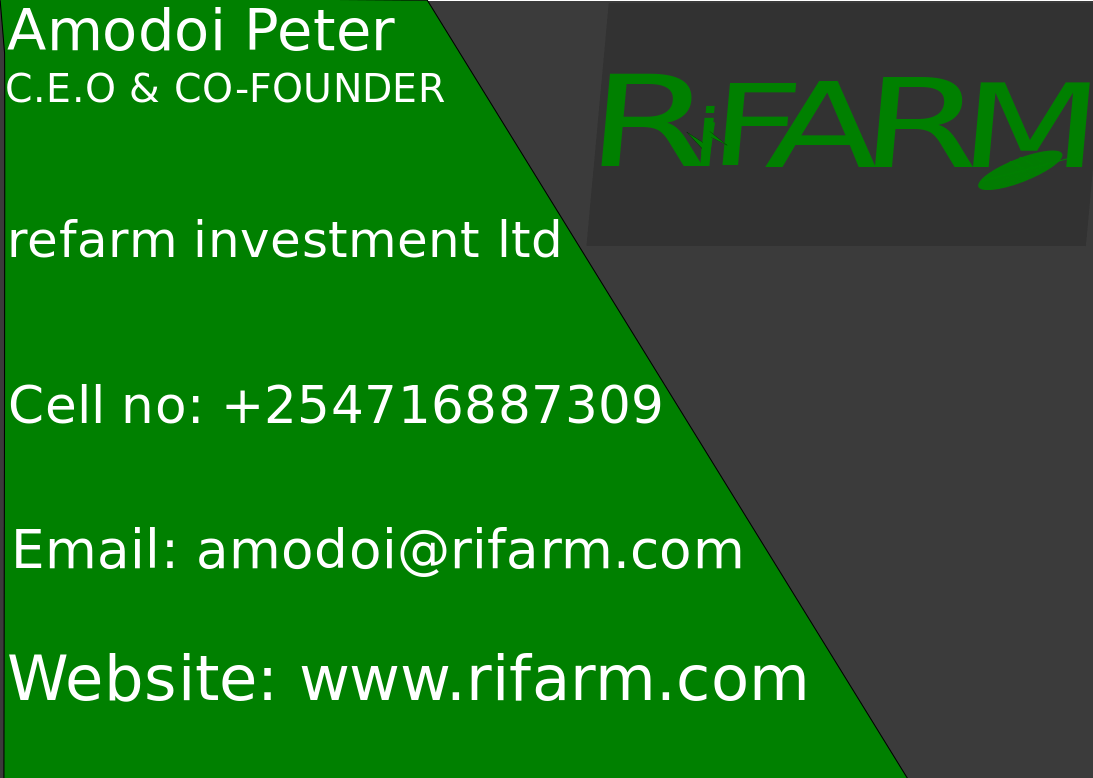 Amodoi Peter
C.E.O & CO-FOUNDER
RiFARM
refarm investment ltd
Cell no: +254716887309
Email: amodoi@rifarm.com
Website: www.rifarm.com